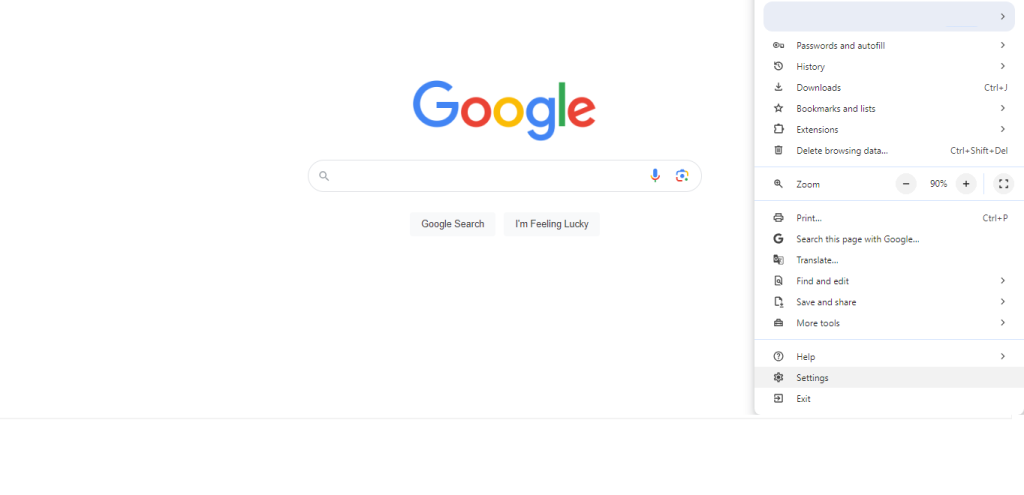 Google
Google Search
I'm Feeling Lucky
Passwords and autofill
History
Downloads Ctrl+J
Bookmarks and lists
Extensions
Delete browsing data... Ctrl+Shift+Del
Zoom − 90% +
Print... Ctrl+P
Search this page with Google...
Translate...
Find and edit
Save and share
More tools
Help
Settings
Exit